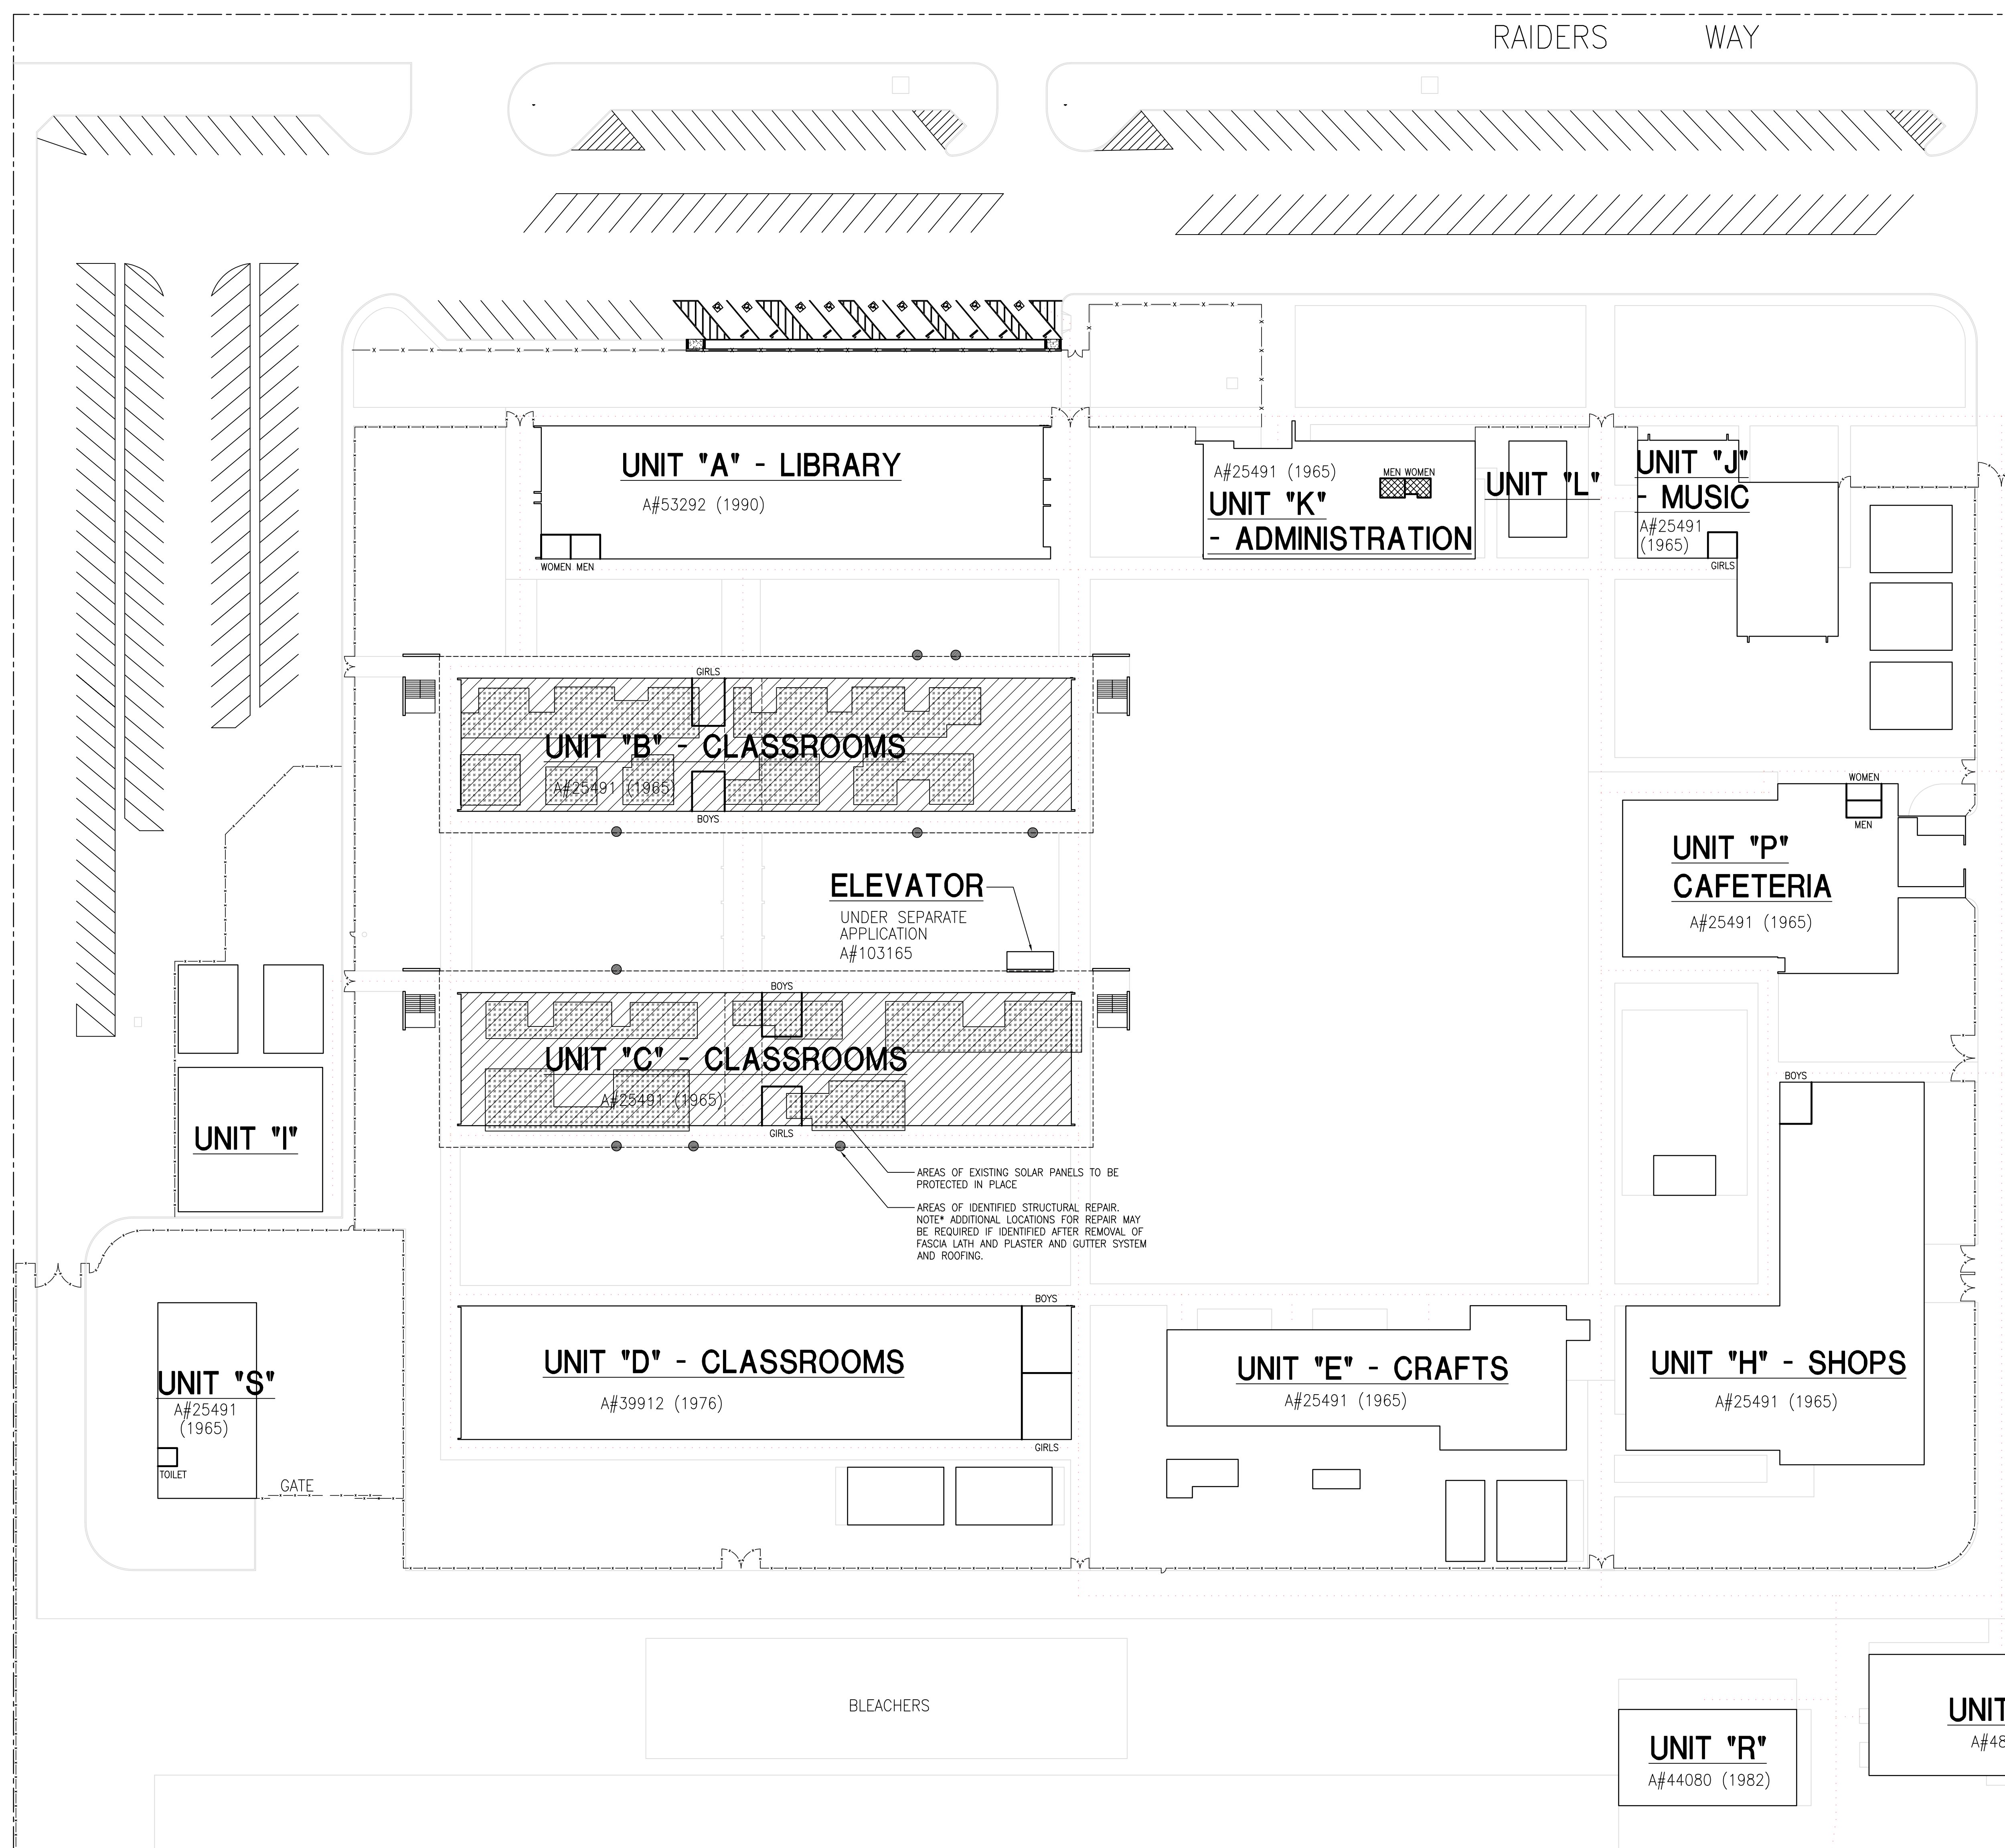 RAIDERS WAY
UNIT "A" - LIBRARY
A#53292 (1990)
WOMEN MEN
A#25491 (1965)
UNIT "K"
- ADMINISTRATION
MEN WOMEN
UNIT "L"
UNIT "J"
- MUSIC
A#25491
(1965)
GIRLS
GIRLS
UNIT "B" - CLASSROOMS
A#25491 (1965)
BOYS
WOMEN
MEN
UNIT "P"
CAFETERIA
A#25491 (1965)
ELEVATOR
UNDER SEPARATE
APPLICATION
A#103165
BOYS
UNIT "C" - CLASSROOMS
A#25491 (1965)
GIRLS
UNIT "I"
BOYS
AREAS OF EXISTING SOLAR PANELS TO BE
PROTECTED IN PLACE
AREAS OF IDENTIFIED STRUCTURAL REPAIR.
NOTE* ADDITIONAL LOCATIONS FOR REPAIR MAY
BE REQUIRED IF IDENTIFIED AFTER REMOVAL OF
FASCIA LATH AND PLASTER AND GUTTER SYSTEM
AND ROOFING.
BOYS
UNIT "D" - CLASSROOMS
A#39912 (1976)
GIRLS
UNIT "E" - CRAFTS
A#25491 (1965)
UNIT "H" - SHOPS
A#25491 (1965)
UNIT "S"
A#25491
(1965)
TOILET
GATE
BLEACHERS
UNIT "R"
A#44080 (1982)
UNIT
A#48